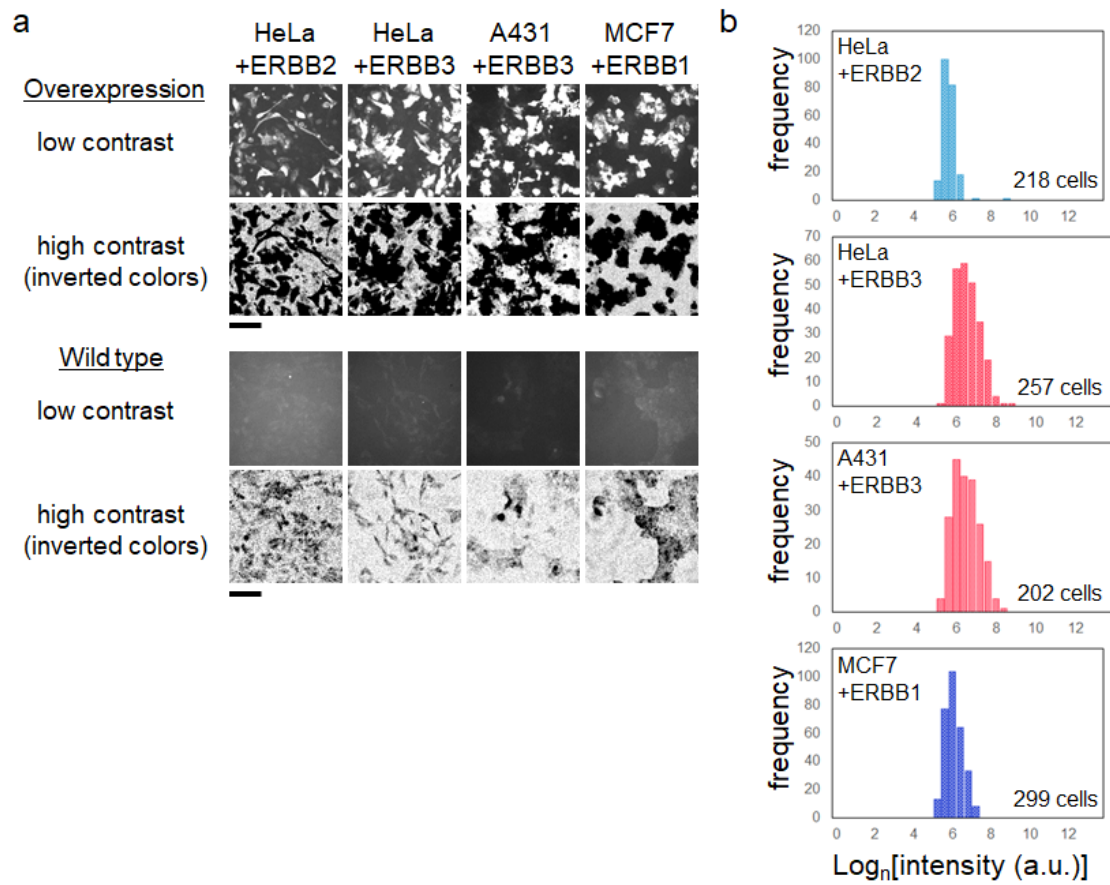 a
HeLa
+ERBB2
HeLa
+ERBB3
A431
+ERBB3
MCF7
+ERBB1
Overexpression
low contrast
high contrast
(inverted colors)
Wild type
low contrast
high contrast
(inverted colors)
b
frequency
120
100
80
60
40
20
0
HeLa
+ERBB2
218 cells
0 2 4 6 8 10 12
frequency
70
60
50
40
30
20
10
0
HeLa
+ERBB3
257 cells
0 2 4 6 8 10 12
frequency
50
40
30
20
10
0
A431
+ERBB3
202 cells
0 2 4 6 8 10 12
frequency
120
100
80
60
40
20
0
MCF7
+ERBB1
299 cells
0 2 4 6 8 10 12
Logn[intensity (a.u.)]